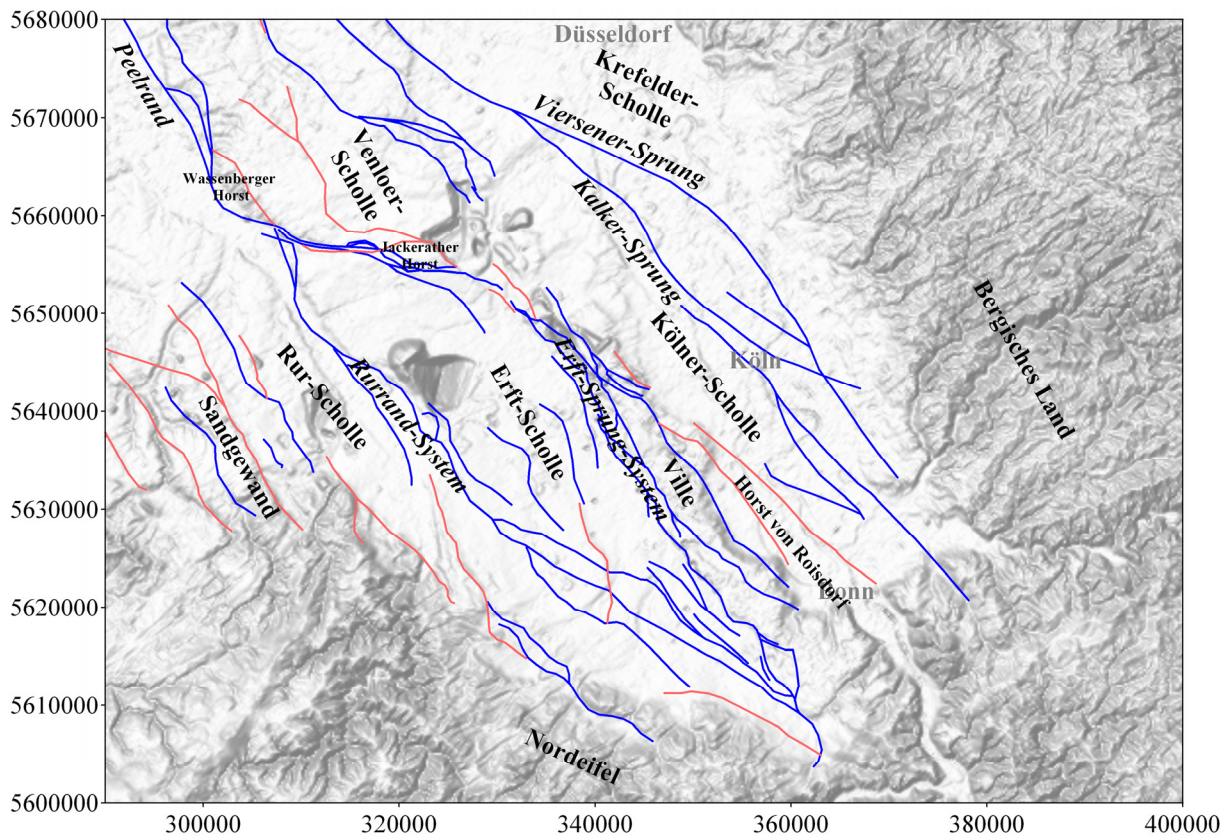 5680000
5670000
5660000
5650000
5640000
5630000
5620000
5610000
5600000
300000
320000
340000
360000
380000
400000
Düsseldorf
Krefelder-
Scholle
Peelrand
Viersener-Sprung
Venloer-
Scholle
Wassenberger
Horst
Kalker-Sprung
Jackerather
Horst
Bergisches Land
Kölner-Scholle
Köln
Rur-Scholle
Rurrand-System
Erft-Scholle
Erft-Sprung-System
Sandgewand
Ville
Horst von Roisdorf
Bonn
Nordeifel